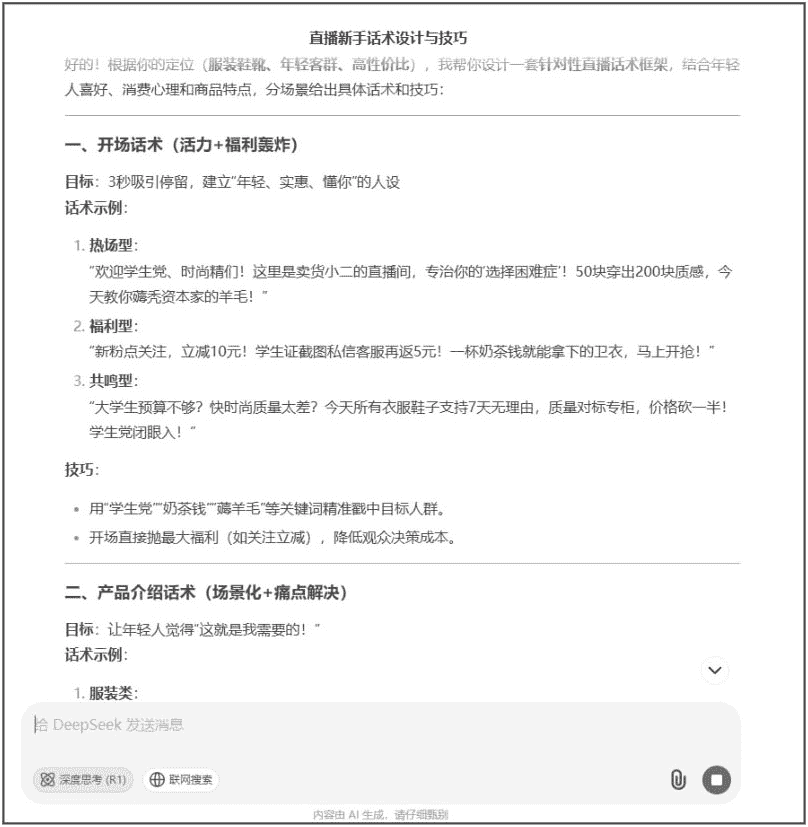 直播新手话术设计与技巧
好的！根据你的定位（服装鞋靴、年轻客群、高性价比），我帮你设计一套针对性直播话术框架，结合年轻
人喜好、消费心理和商品特点，分场景给出具体话术和技巧：
一、开场话术（活力+福利轰炸）
目标：3秒吸引停留，建立“年轻、实惠、懂你”的人设
话术示例：
1. 热场型：
“欢迎学生党、时尚精们！这里是卖货小二的直播间，专治你的‘选择困难症’！50块穿出200块质感，今
天教你薅秃资本家的羊毛！”
2. 福利型：
“新粉点关注，立减10元！学生证截图私信客服再返5元！一杯奶茶钱就能拿下的卫衣，马上开抢！”
3. 共鸣型：
“大学生预算不够？快时尚质量太差？今天所有衣服鞋子支持7天无理由，质量对标专柜，价格砍一半！
学生党闭眼入！”
技巧：
• 用“学生党”“奶茶钱”“薅羊毛”等关键词精准戳中目标人群。
• 开场直接抛最大福利（如关注立减），降低观众决策成本。
二、产品介绍话术（场景化+痛点解决）
目标：让年轻人觉得“这就是我需要的！”
话术示例：
1. 服装类：
给 DeepSeek 发送消息
深度思考 (R1) 联网搜索
内容由 AI 生成，请仔细甄别